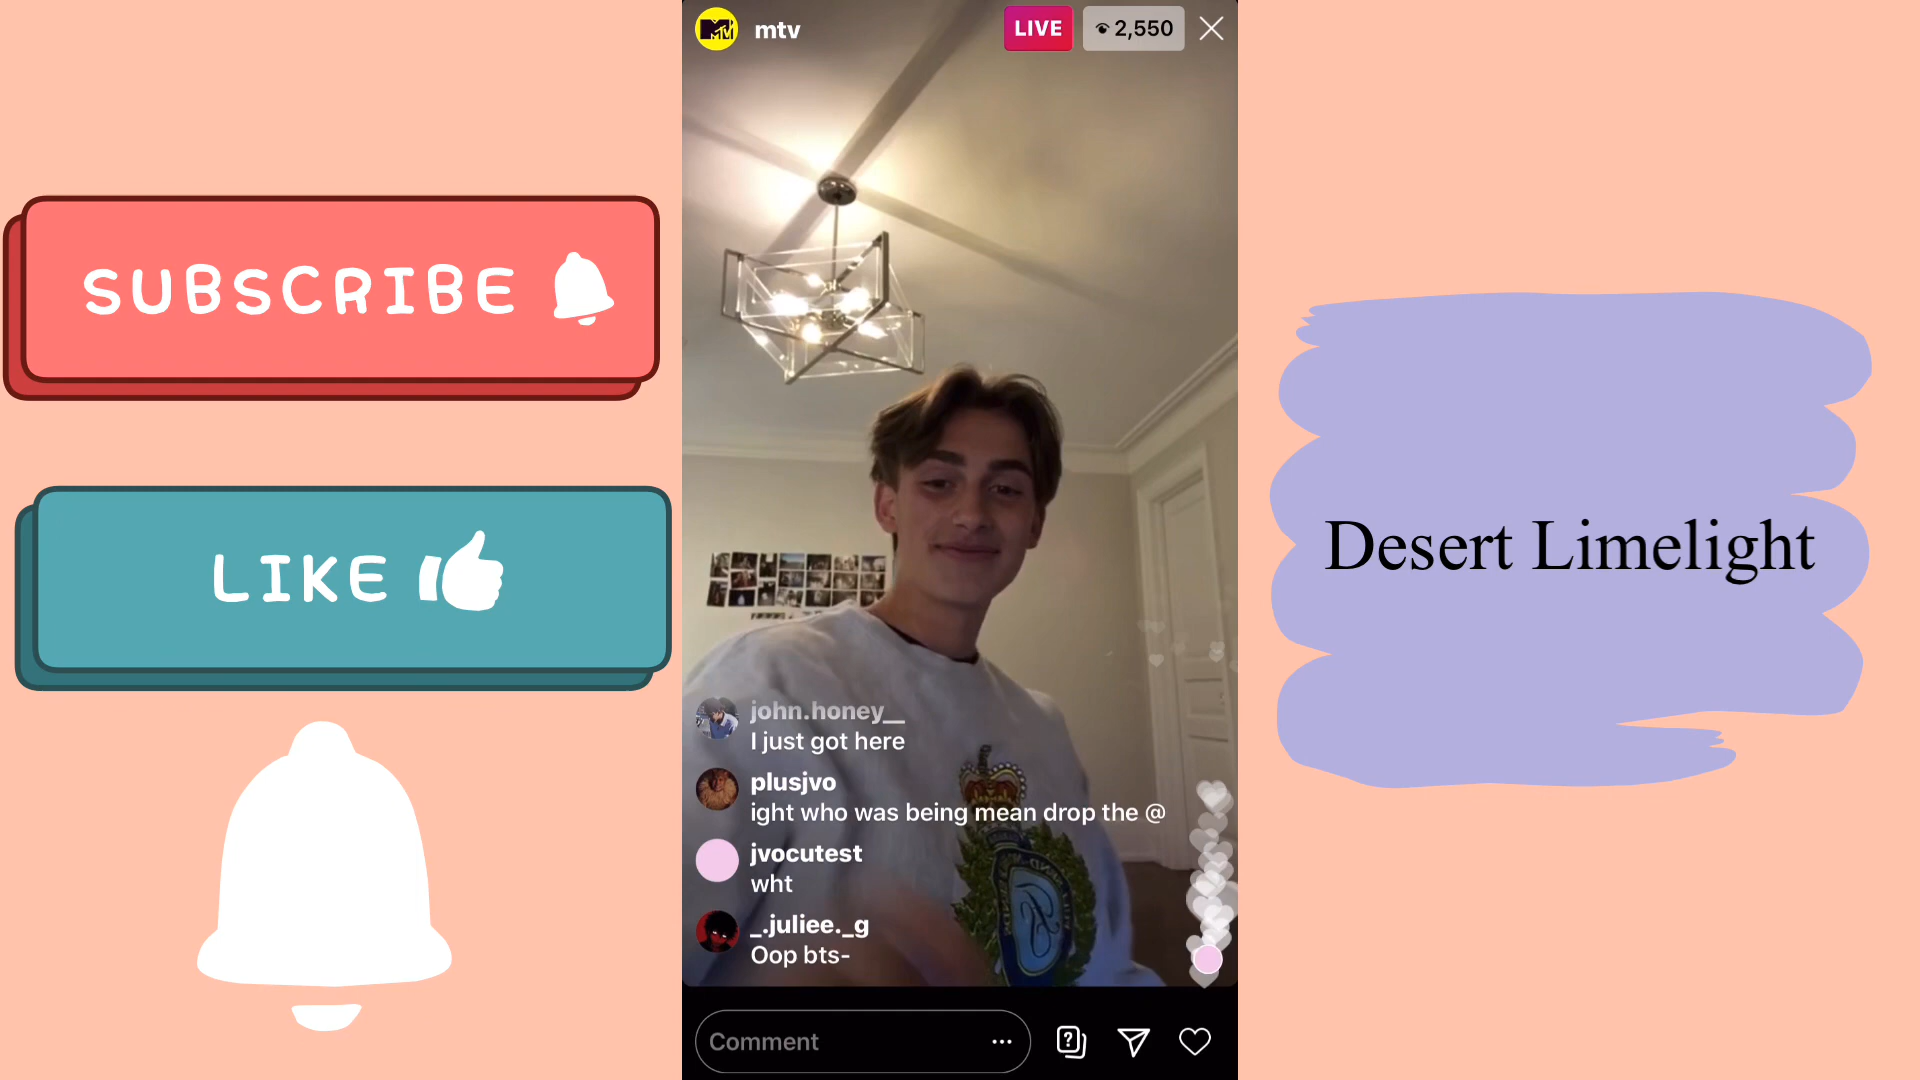 mtv
LIVE
2,550
SUBSCRIBE
LIKE
Desert Limelight
john.honey__
I just got here
plusjvo
ight who was being mean drop the @
jvocutest
wht
_.juliee._g
Oop bts-
Comment